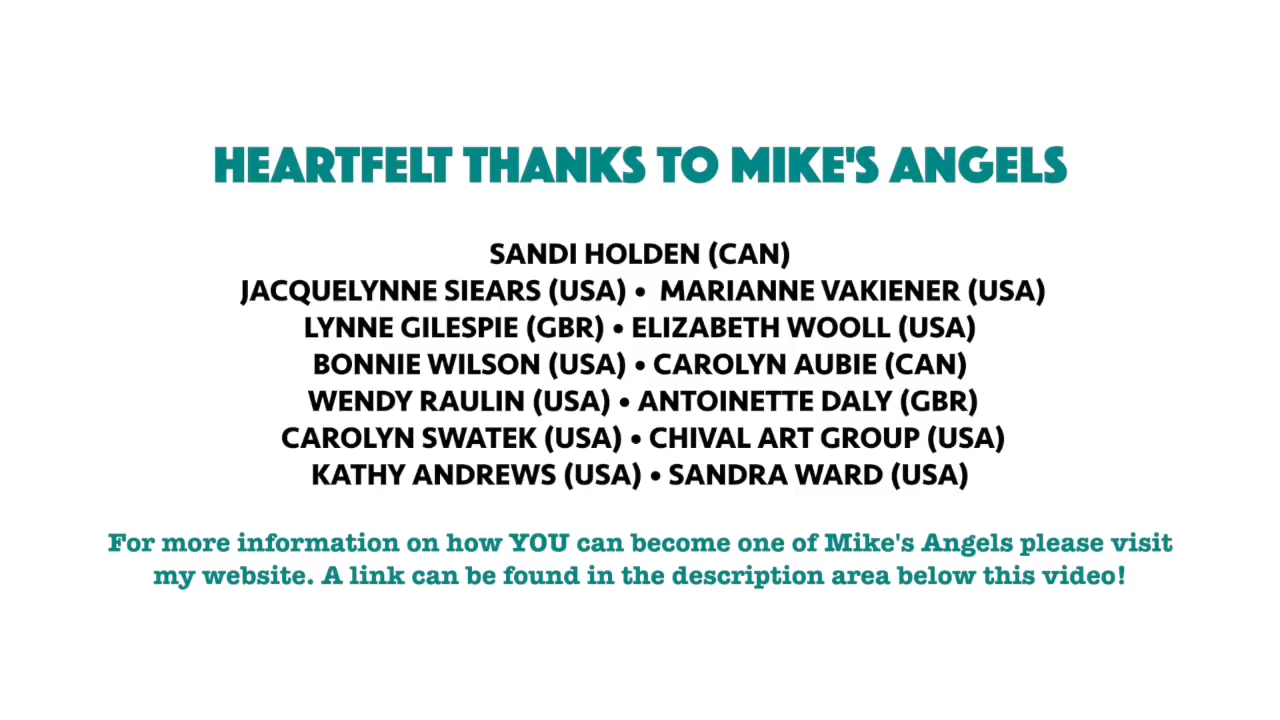 HEARTFELT THANKS TO MIKE'S ANGELS
SANDI HOLDEN (CAN)
JACQUELYNNE SIEARS (USA) • MARIANNE VAKIENER (USA)
LYNNE GILESPIE (GBR) • ELIZABETH WOOLL (USA)
BONNIE WILSON (USA) • CAROLYN AUBIE (CAN)
WENDY RAULIN (USA) • ANTOINETTE DALY (GBR)
CAROLYN SWATEK (USA) • CHIVAL ART GROUP (USA)
KATHY ANDREWS (USA) • SANDRA WARD (USA)
For more information on how YOU can become one of Mike's Angels please visit
my website. A link can be found in the description area below this video!